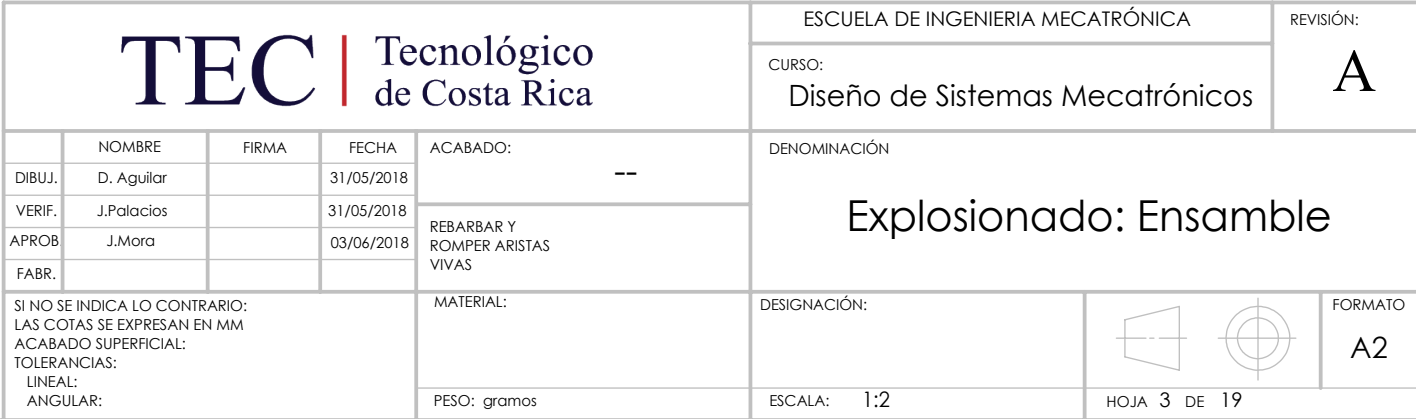 TEC | Tecnológico
de Costa Rica
ESCUELA DE INGENIERIA MECATRÓNICA
REVISIÓN:
A
CURSO:
Diseño de Sistemas Mecatrónicos
NOMBRE FIRMA FECHA
DIBUJ. D. Aguilar 31/05/2018
VERIF. J.Palacios 31/05/2018
APROB J.Mora 03/06/2018
FABR.
ACABADO:
--
REBARBAR Y
ROMPER ARISTAS
VIVAS
DENOMINACIÓN
Explosionado: Ensamble
SI NO SE INDICA LO CONTRARIO:
LAS COTAS SE EXPRESAN EN MM
ACABADO SUPERFICIAL:
TOLERANCIAS:
LINEAL:
ANGULAR:
MATERIAL:
PESO: gramos
DESIGNACIÓN:
ESCALA: 1:2
FORMATO
A2
HOJA 3 DE 19